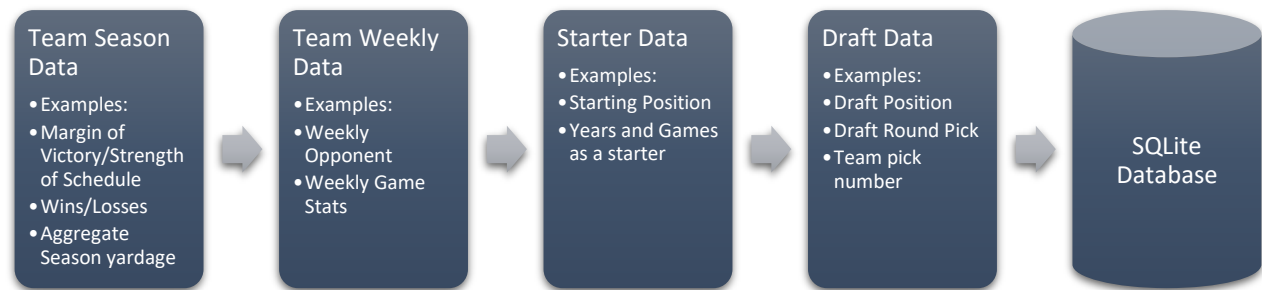 Team Season
Data
•Examples:
•Margin of
Victory/Strength
of Schedule
•Wins/Losses
•Aggregate
Season yardage
Team Weekly
Data
•Examples:
•Weekly
Opponent
•Weekly Game
Stats
Starter Data
•Examples:
•Starting Position
•Years and Games
as a starter
Draft Data
•Examples:
•Draft Position
•Draft Round Pick
•Team pick
number
SQLite
Database